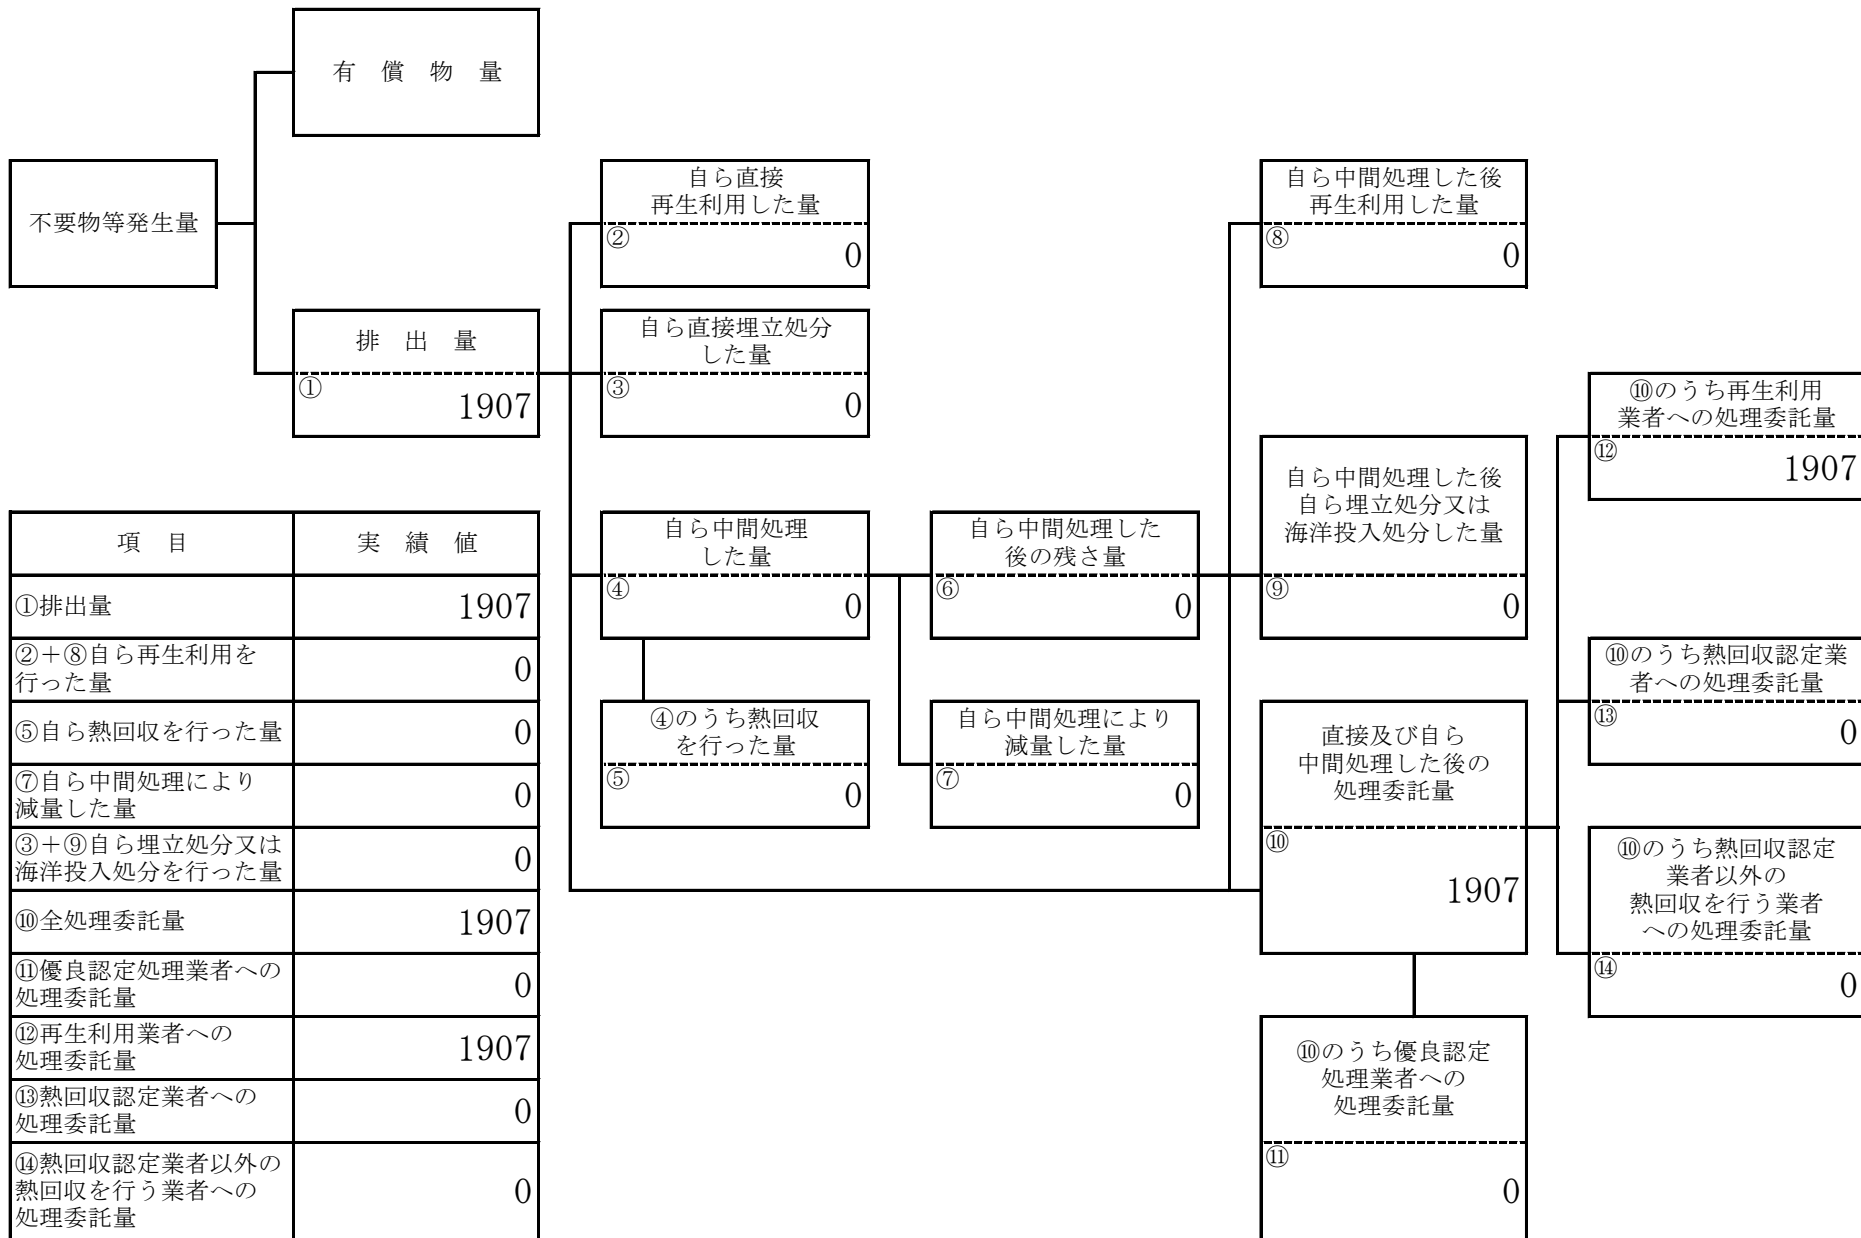 有　償　物　量
不要物等発生量
排　出　量
①
1907
自ら直接
再生利用した量
②
0
自ら直接埋立処分
した量
③
0
自ら中間処理
した量
④
0
④のうち熱回収
を行った量
⑤
0
自ら中間処理した
後の残さ量
⑥
0
自ら中間処理により
減量した量
⑦
0
自ら中間処理した後
再生利用した量
⑧
0
自ら中間処理した後
自ら埋立処分又は
海洋投入処分した量
⑨
0
直接及び自ら
中間処理した後の
処理委託量
⑩
1907
⑩のうち優良認定
処理業者への
処理委託量
⑪
0
⑩のうち再生利用
業者への処理委託量
⑫
1907
⑩のうち熱回収認定業
者への処理委託量
⑬
0
⑩のうち熱回収認定
業者以外の
熱回収を行う業者
への処理委託量
⑭
0
項　目　実　績　値
①排出量　1907
②＋⑧自ら再生利用を
行った量　0
⑤自ら熱回収を行った量　0
⑦自ら中間処理により
減量した量　0
③＋⑨自ら埋立処分又は
海洋投入処分を行った量　0
⑩全処理委託量　1907
⑪優良認定処理業者への
処理委託量　0
⑫再生利用業者への
処理委託量　1907
⑬熱回収認定業者への
処理委託量　0
⑭熱回収認定業者以外の
熱回収を行う業者への
処理委託量　0